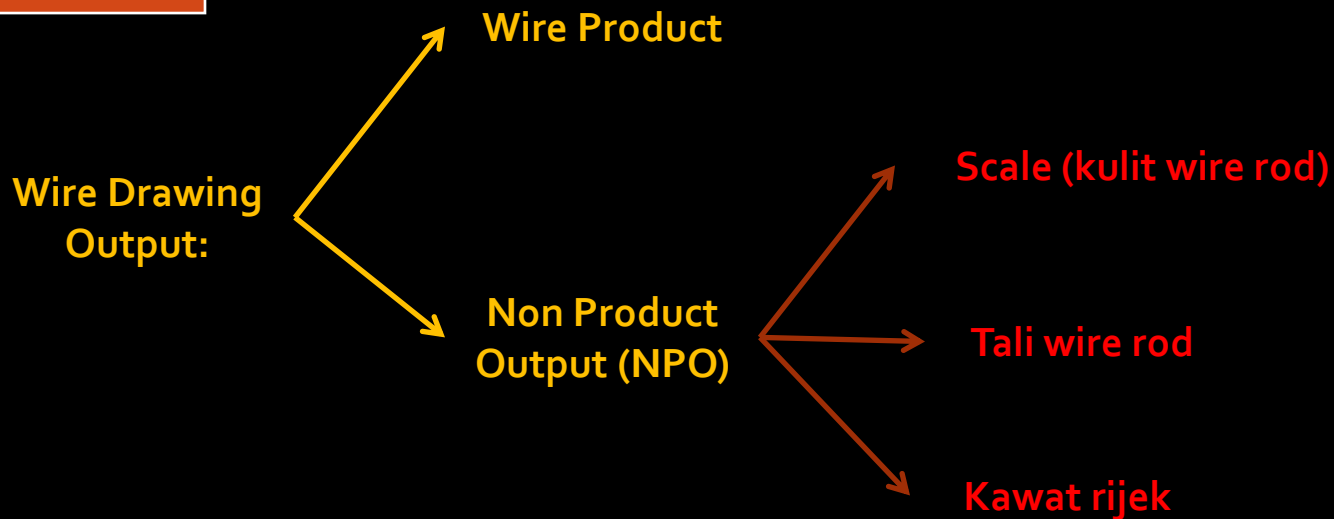 Wire Product
Wire Drawing
Output:
Non Product
Output (NPO)
Scale (kulit wire rod)
Tali wire rod
Kawat rijek